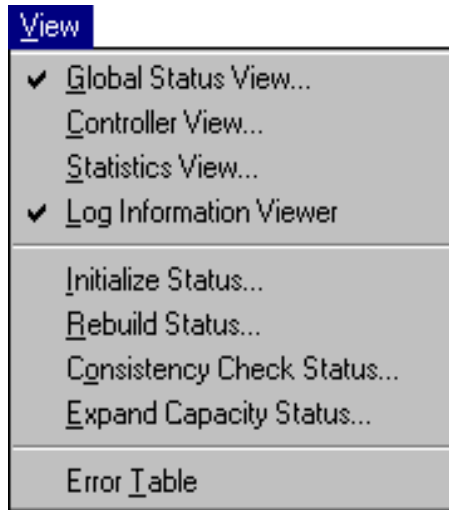 View
Global Status View...
Controller View...
Statistics View...
Log Information Viewer
Initialize Status...
Rebuild Status...
Consistency Check Status...
Expand Capacity Status...
Error Table